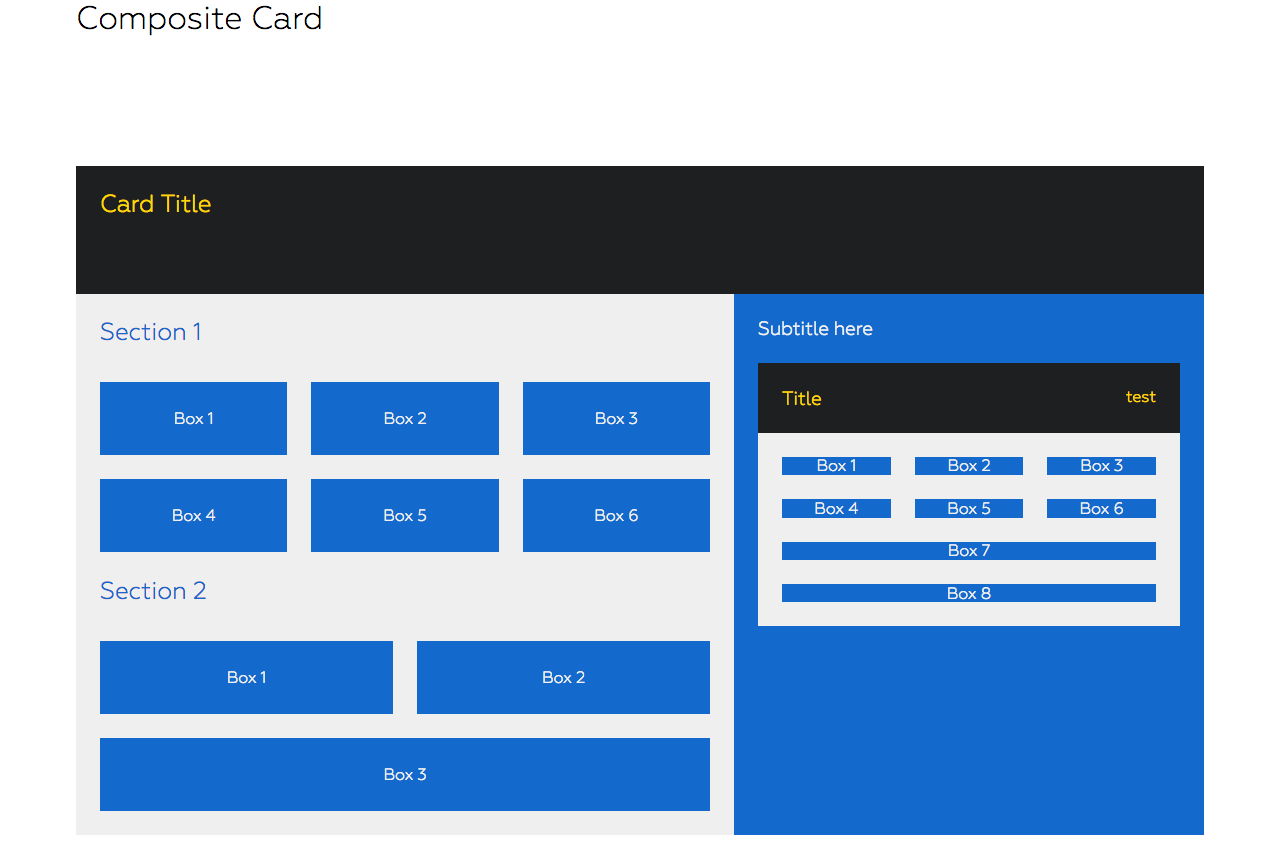 Composite Card
Card Title
Section 1
Box 1 Box 2 Box 3
Box 4 Box 5 Box 6
Section 2
Box 1 Box 2
Box 3
Subtitle here
Title test
Box 1 Box 2 Box 3
Box 4 Box 5 Box 6
Box 7
Box 8